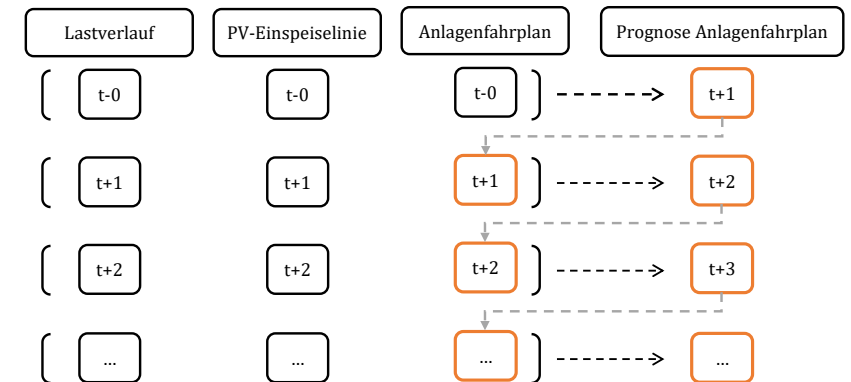 Lastverlauf PV-Einspeiselinie Anlagenfahrplan Prognose Anlagenfahrplan
t-0 t-0 t-0 t+1
t+1 t+1 t+1 t+2
t+2 t+2 t+2 t+3
... ... ... ...